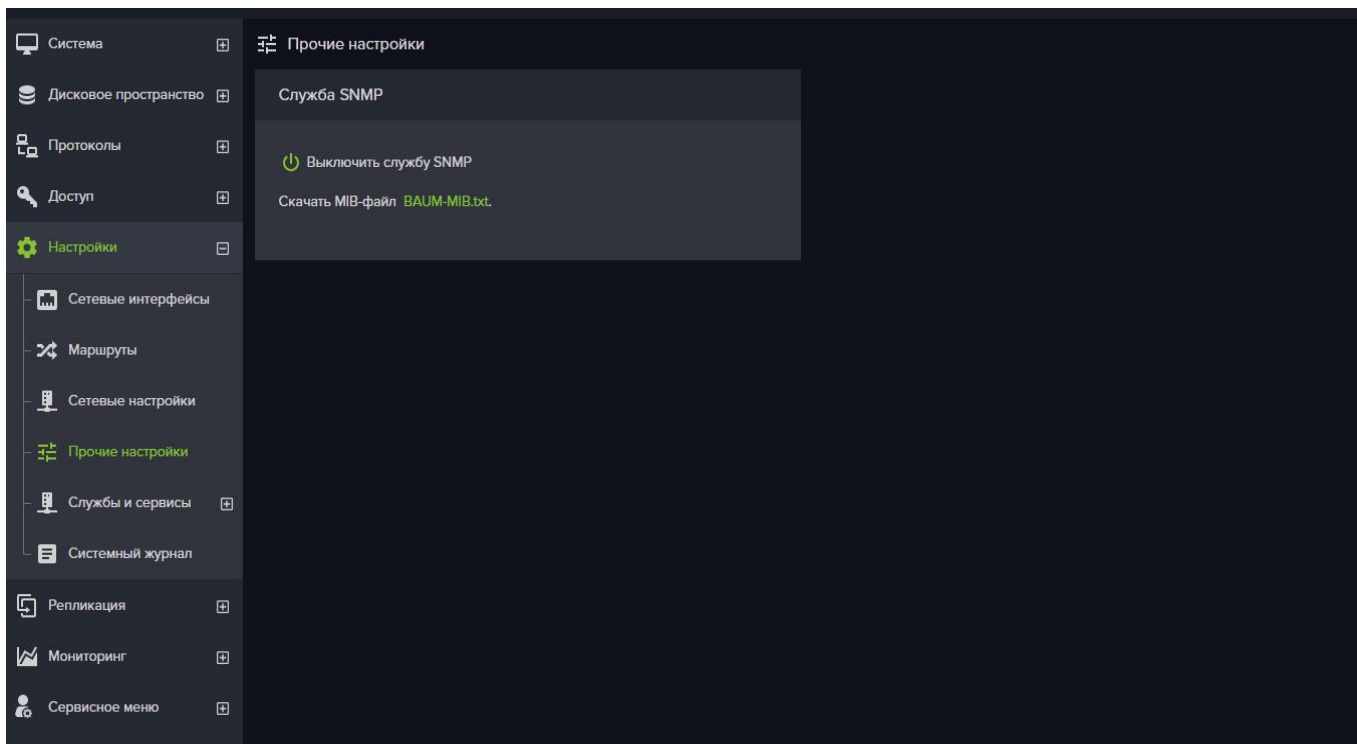 Система
Дисковое пространство
Протоколы
Доступ
Настройки
Сетевые интерфейсы
Маршруты
Сетевые настройки
Прочие настройки
Службы и сервисы
Системный журнал
Репликация
Мониторинг
Сервисное меню
Прочие настройки
Служба SNMP
Выключить службу SNMP
Скачать MIB-файл BAUM-MIB.txt.